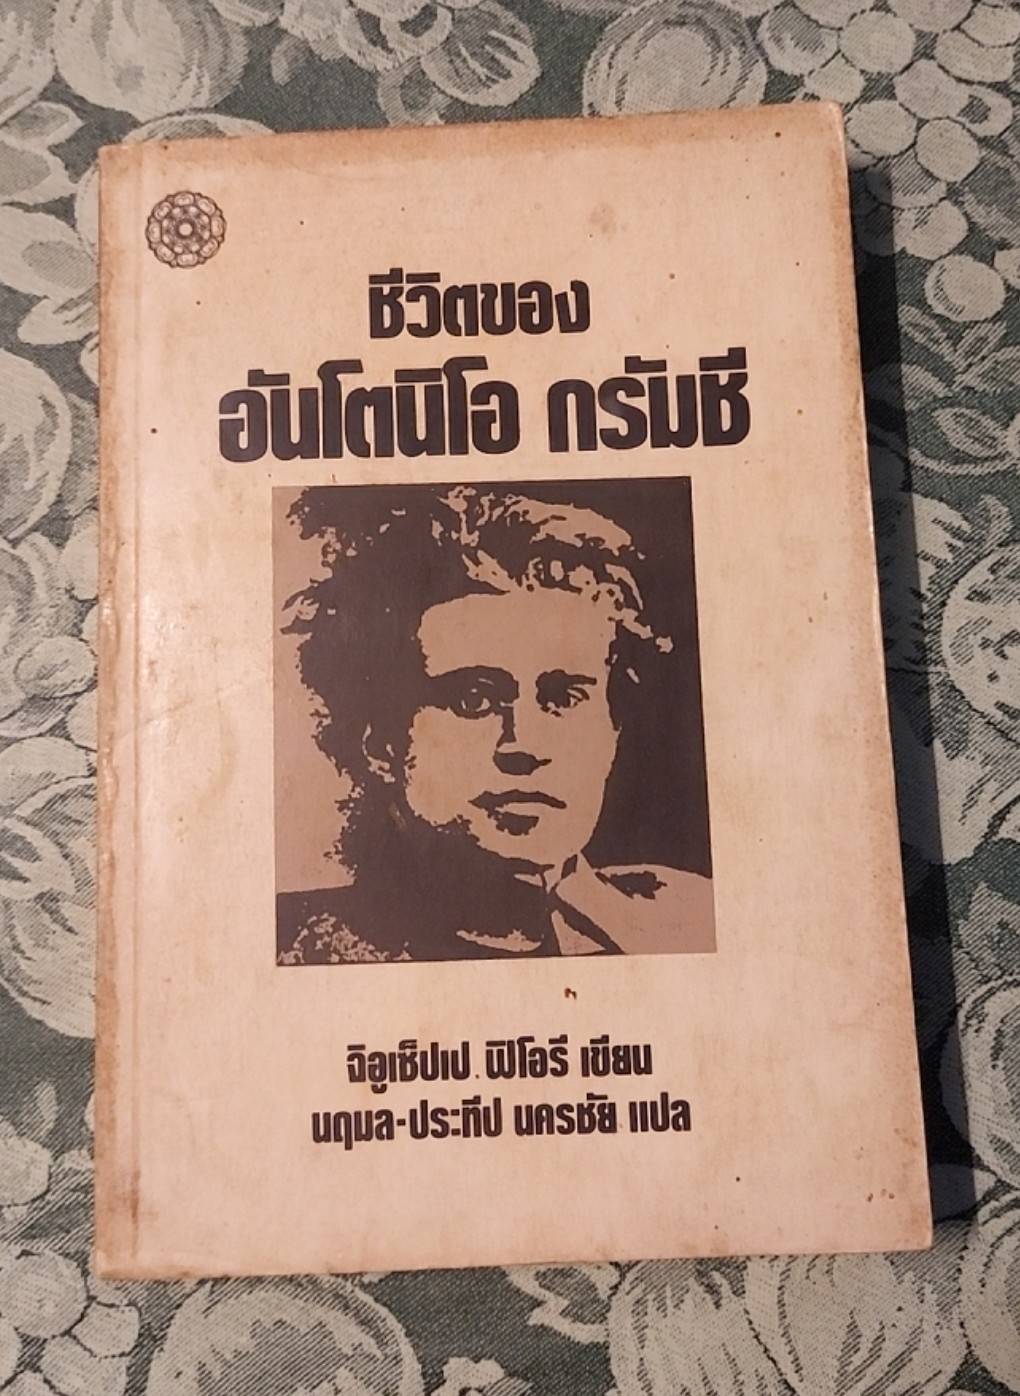 ชีวิตของ
อันโตนิโอ กรัมชี
จิอูเซ็ปเป ฟิโอรี เขียน
นฤมล-ประทีป นครชัย แปล